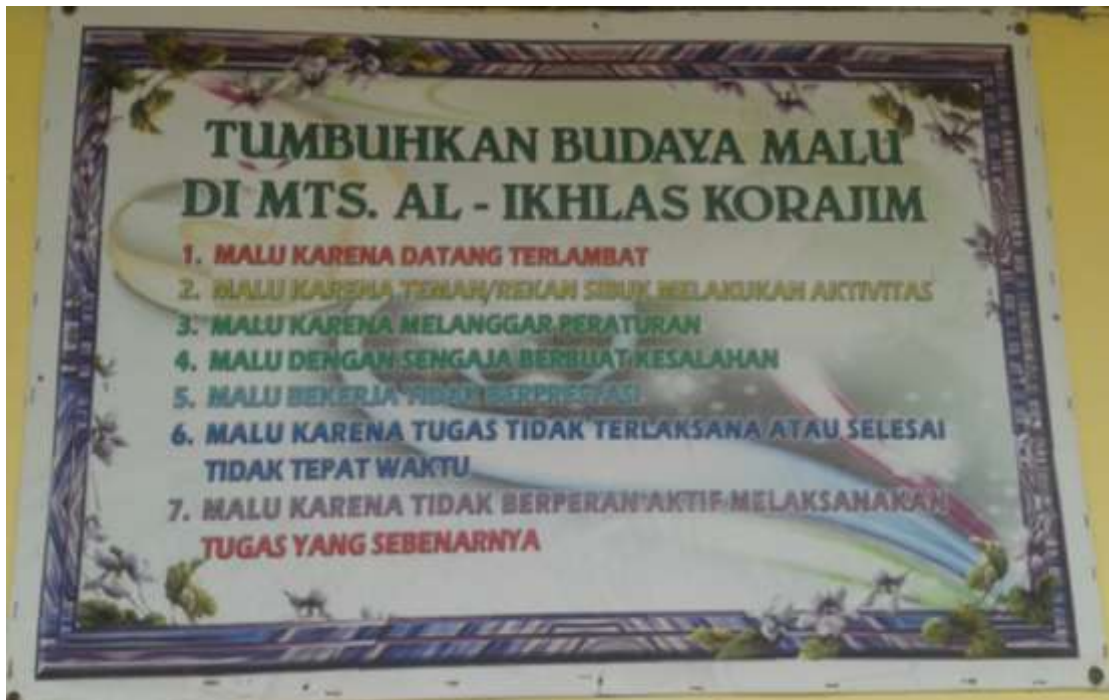 TUMBUHKAN BUDAYA MALU
DI MTS. AL - IKHLAS KORAJIM
1. MALU KARENA DATANG TERLAMBAT
2. MALU KARENA TEMAN/REKAN SIBUK MELAKUKAN AKTIVITAS
3. MALU KARENA MELANGGAR PERATURAN
4. MALU DENGAN SENGAJA BERBUAT KESALAHAN
5. MALU BEKERJA TIDAK BERPRESTASI
6. MALU KARENA TUGAS TIDAK TERLAKSANA ATAU SELESAI
TIDAK TEPAT WAKTU
7. MALU KARENA TIDAK BERPERAN AKTIF MELAKSANAKAN
TUGAS YANG SEBENARNYA